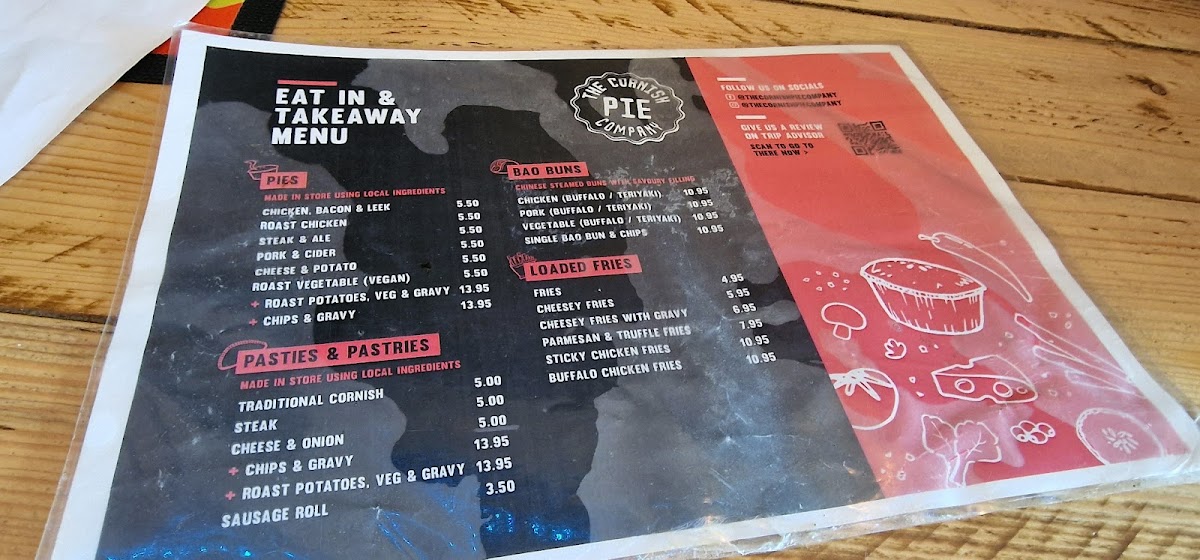 EAT IN &
TAKEAWAY
MENU
THE CORNISH
PIE
COMPANY
PIES
MADE IN STORE USING LOCAL INGREDIENTS
CHICKEN, BACON & LEEK 5.50
ROAST CHICKEN 5.50
STEAK & ALE 5.50
PORK & CIDER 5.50
CHEESE & POTATO 5.50
ROAST VEGETABLE (VEGAN) 5.50
+ ROAST POTATOES, VEG & GRAVY 13.95
+ CHIPS & GRAVY 13.95
PASTIES & PASTRIES
MADE IN STORE USING LOCAL INGREDIENTS
TRADITIONAL CORNISH 5.00
STEAK 5.00
CHEESE & ONION 5.00
+ CHIPS & GRAVY 13.95
+ ROAST POTATOES, VEG & GRAVY 13.95
SAUSAGE ROLL 3.50
BAO BUNS
CHINESE STEAMED BUNS WITH SAVOURY FILLING
CHICKEN (BUFFALO / TERIYAKI) 10.95
PORK (BUFFALO / TERIYAKI) 10.95
VEGETABLE (BUFFALO / TERIYAKI) 10.95
SINGLE BAO BUN & CHIPS 10.95
LOADED FRIES
FRIES 4.95
CHEESEY FRIES 5.95
CHEESEY FRIES WITH GRAVY 6.95
PARMESAN & TRUFFLE FRIES 7.95
STICKY CHICKEN FRIES 10.95
BUFFALO CHICKEN FRIES 10.95
FOLLOW US ON SOCIALS
@THECORNISHPIECOMPANY
@THECORNISHPIECOMPANY
GIVE US A REVIEW
ON TRIP ADVISOR
SCAN TO GO TO
THERE NOW >